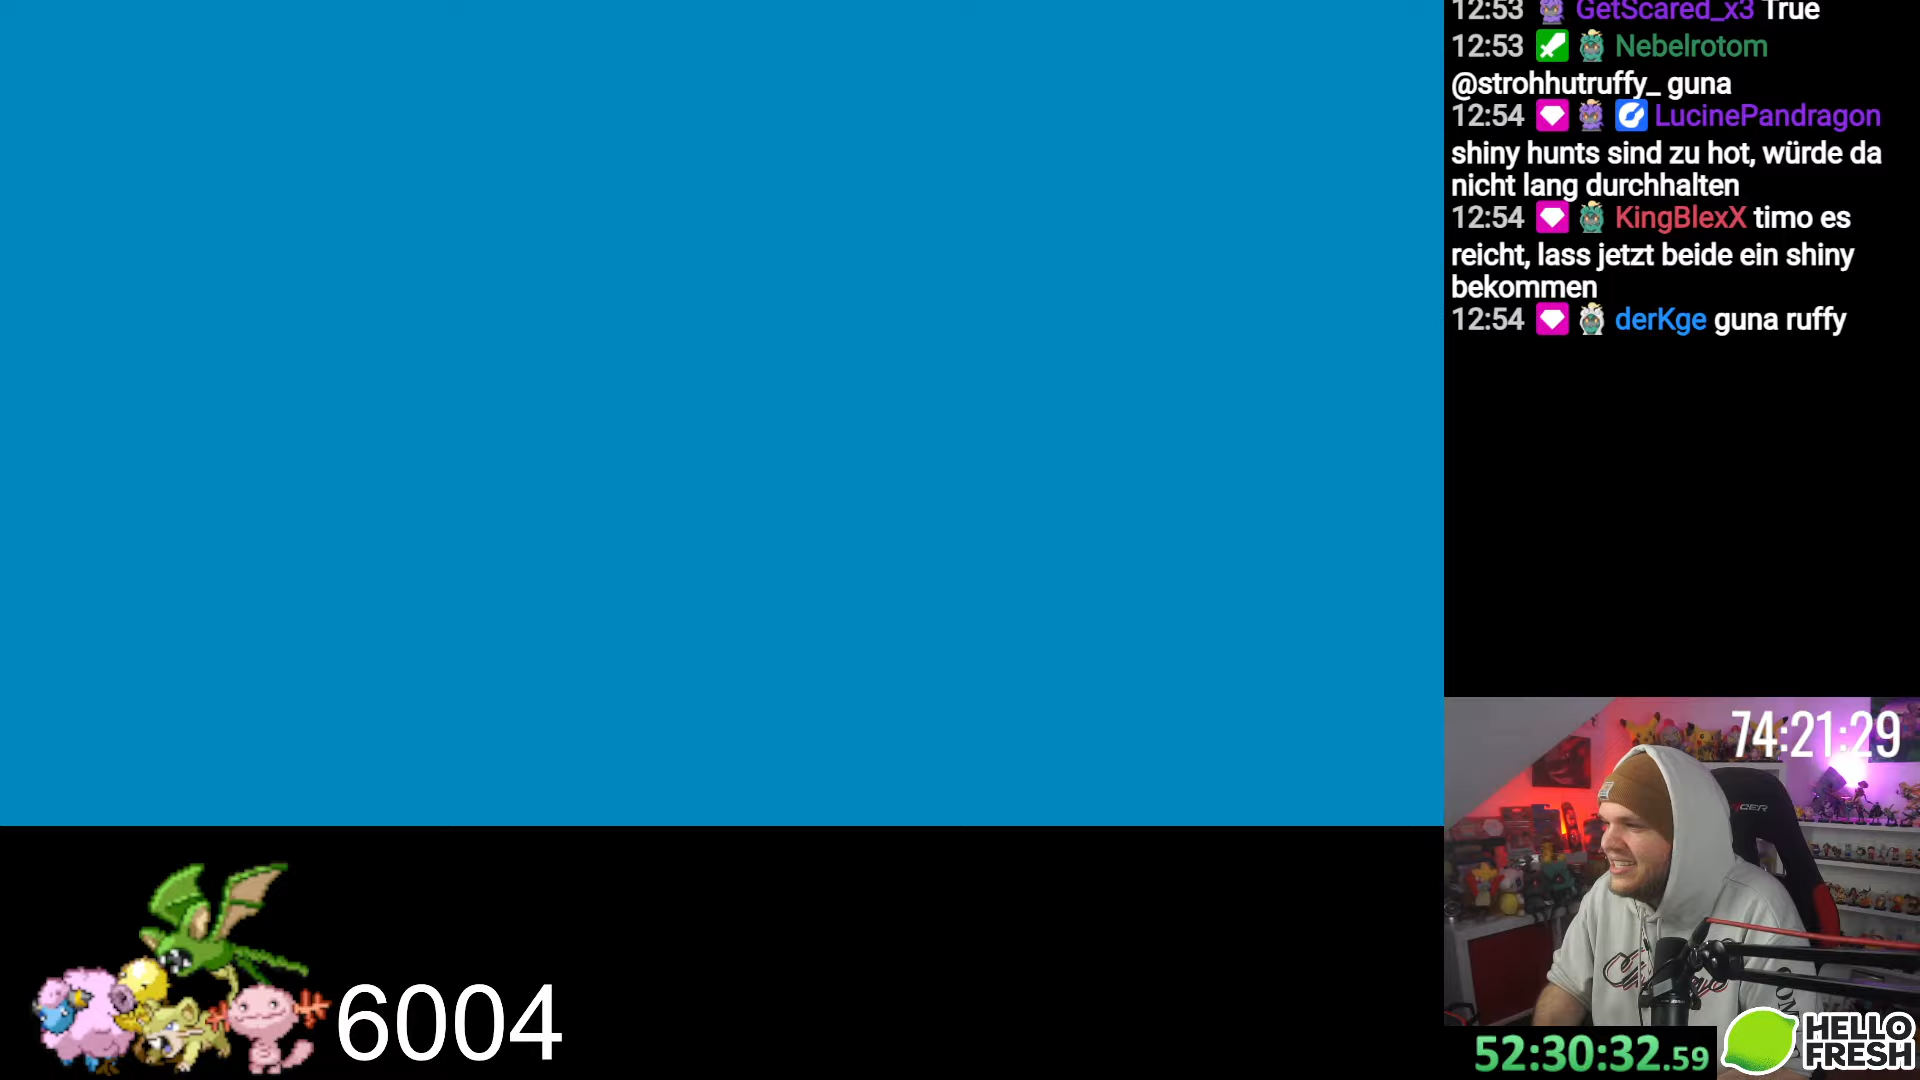 12:53 GetScared_x3 True
12:53 Nebelrotom
@strohhutruffy_ guna
12:54 LucinePandragon
shiny hunts sind zu hot, würde da
nicht lang durchhalten
12:54 KingBlexX timo es
reicht, lass jetzt beide ein shiny
bekommen
12:54 derKge guna ruffy
74:21:29
6004
52:30:32.59
HELLO
FRESH